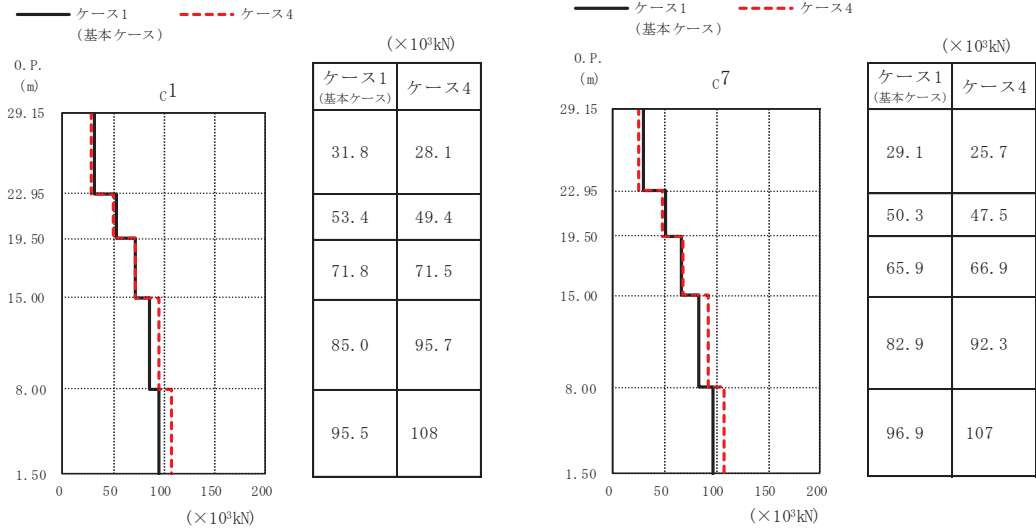 ケース1
(基本ケース)
ケース4
(×10³kN)
O.P.
(m)
C1
29.15
22.95
19.50
15.00
8.00
1.50
0 50 100 150 200
(×10³kN)
ケース1
(基本ケース)
ケース4
31.8 28.1
53.4 49.4
71.8 71.5
85.0 95.7
95.5 108
ケース1
(基本ケース)
ケース4
(×10³kN)
O.P.
(m)
C7
29.15
22.95
19.50
15.00
8.00
1.50
0 50 100 150 200
(×10³kN)
ケース1
(基本ケース)
ケース4
29.1 25.7
50.3 47.5
65.9 66.9
82.9 92.3
96.9 107